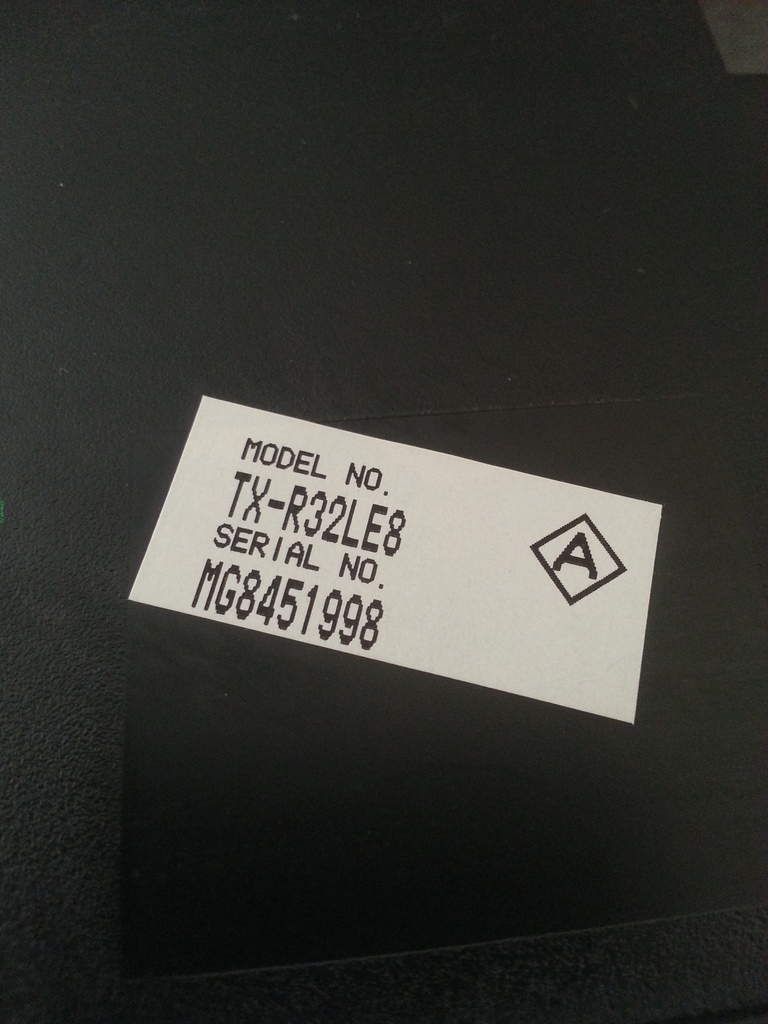 MODEL NO.
TX-R32LE8
SERIAL NO.
MG8451998
A